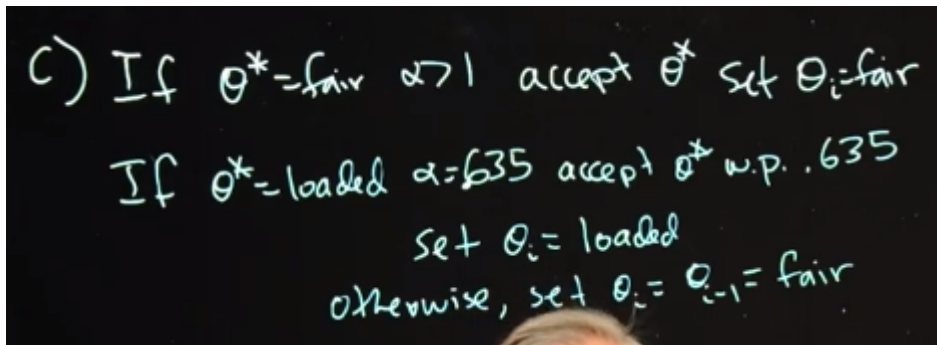 c) If θ*=fair α>1 accept θ* set θi=fair
If θ*=loaded α=.635 accept θ* w.p. .635
set θi= loaded
otherwise, set θi= θi-1= fair